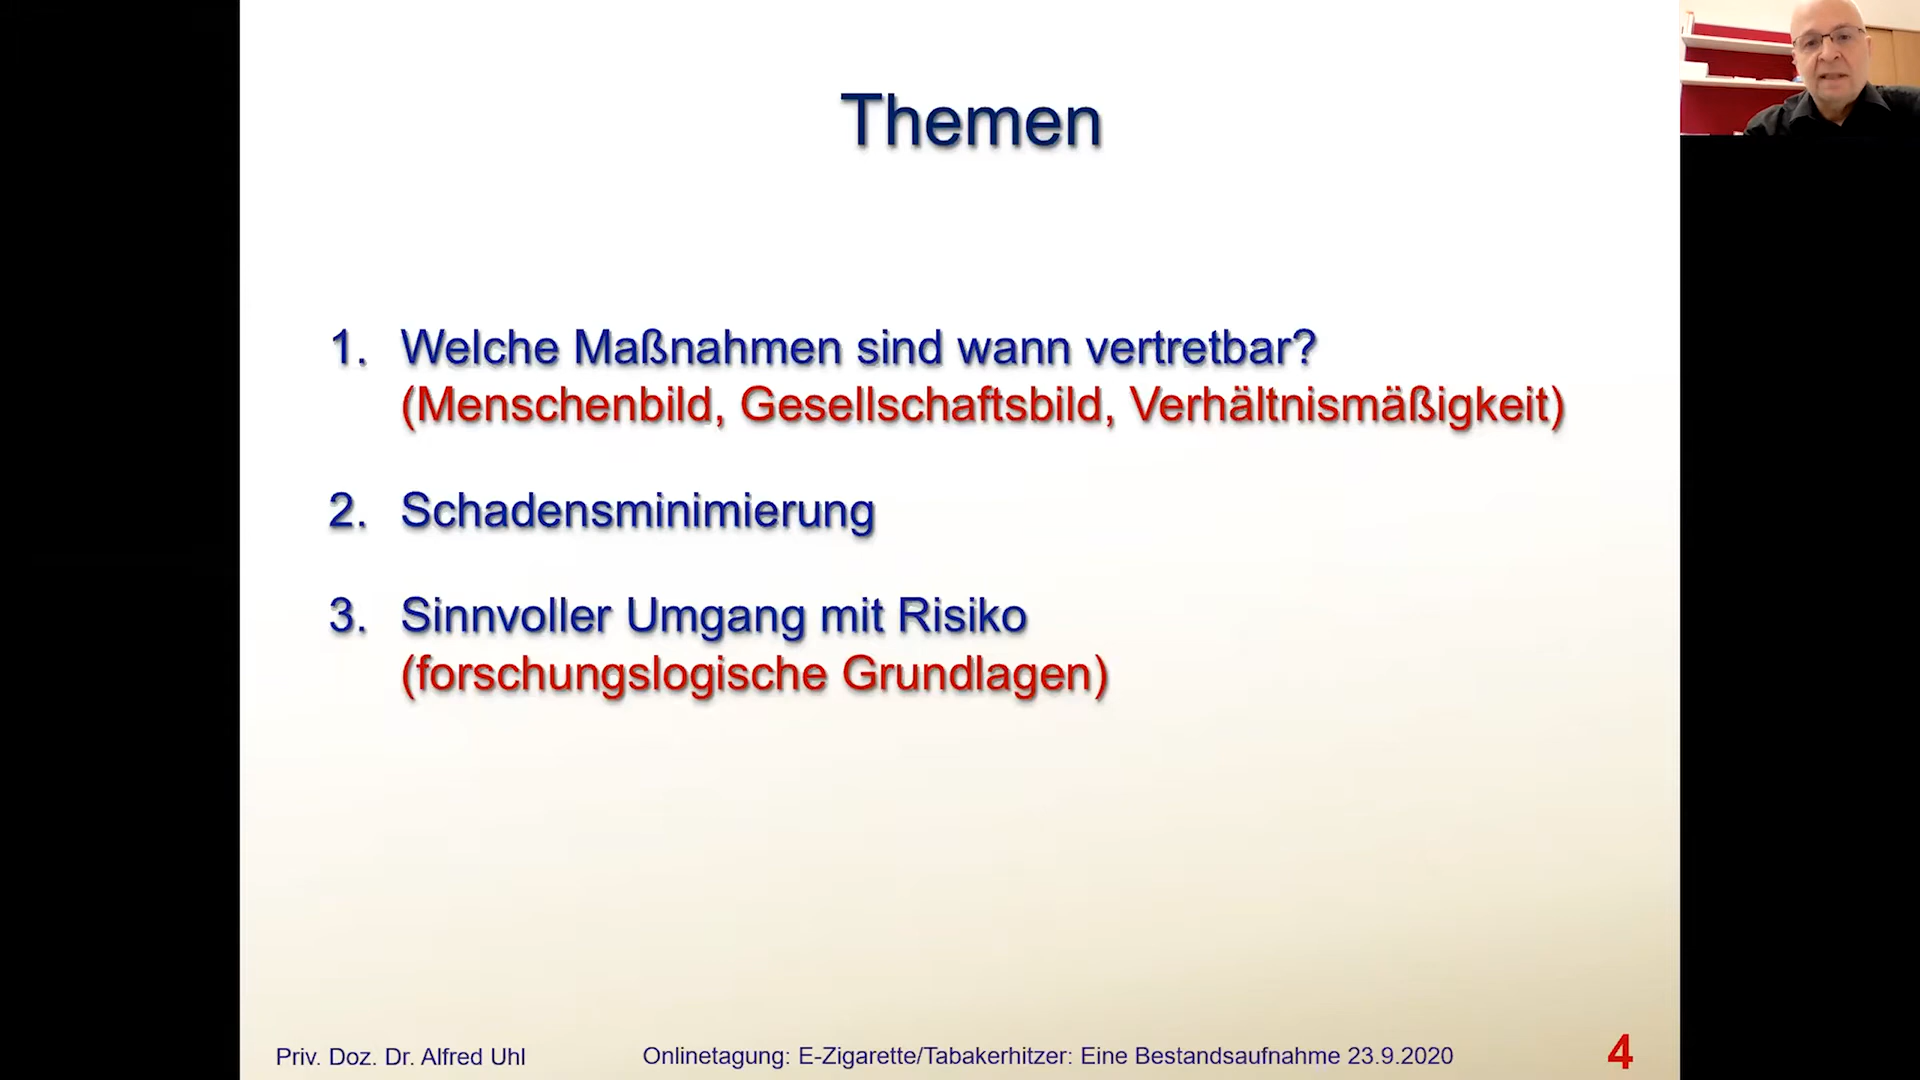 Themen
1. Welche Maßnahmen sind wann vertretbar?
(Menschenbild, Gesellschaftsbild, Verhältnismäßigkeit)
2. Schadensminimierung
3. Sinnvoller Umgang mit Risiko
(forschungslogische Grundlagen)
Priv. Doz. Dr. Alfred Uhl Onlinetagung: E-Zigarette/Tabakerhitzer: Eine Bestandsaufnahme 23.9.2020 4